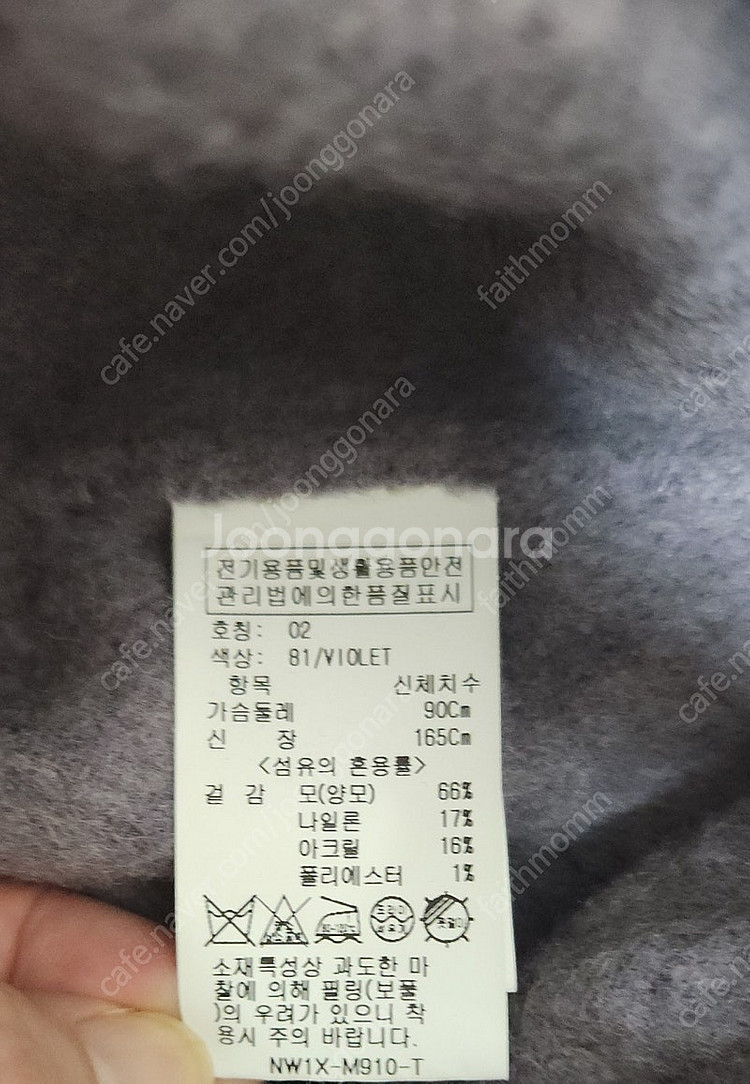 cafe.naver.com/joonggonara
faithmomm
Joonggonara
전기용품및생활용품안전
관리법에의한품질표시
호칭: 02
색상: 81/VIOLET
항목 신체치수
가슴둘레 90Cm
신 장 165Cm
<섬유의 혼용률>
겉 감 모(양모) 66%
나일론 17%
아크릴 16%
폴리에스터 1%
드라이
소재특성상 과도한 마
찰에 의해 필링(보풀
)의 우려가 있으니 착
용시 주의 바랍니다.
NW1X-M910-T